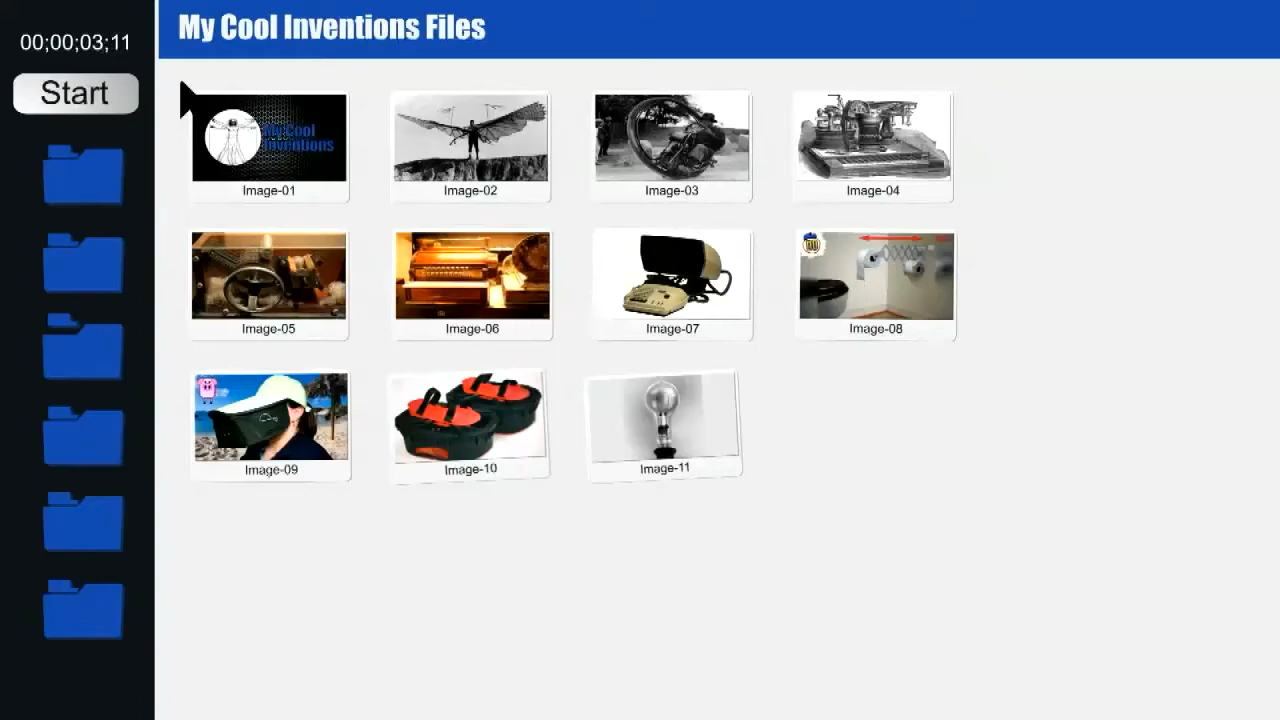 My Cool Inventions Files
00;00;03;11
Start
My Cool
Inventions
Image-01
Image-02
Image-03
Image-04
Image-05
Image-06
Image-07
Image-08
Image-09
Image-10
Image-11